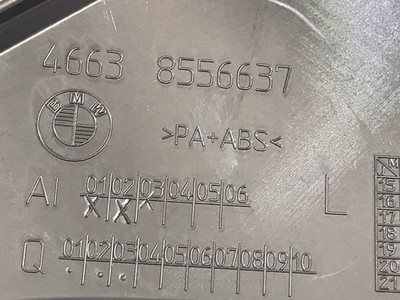 4663 8556637
BMW
>PA+ABS<
AI 01 02 03 04 05 06 L
X X X
Q 01 02 03 04 05 06 07 08 09 10
M
15
16
17
18
19
20
21